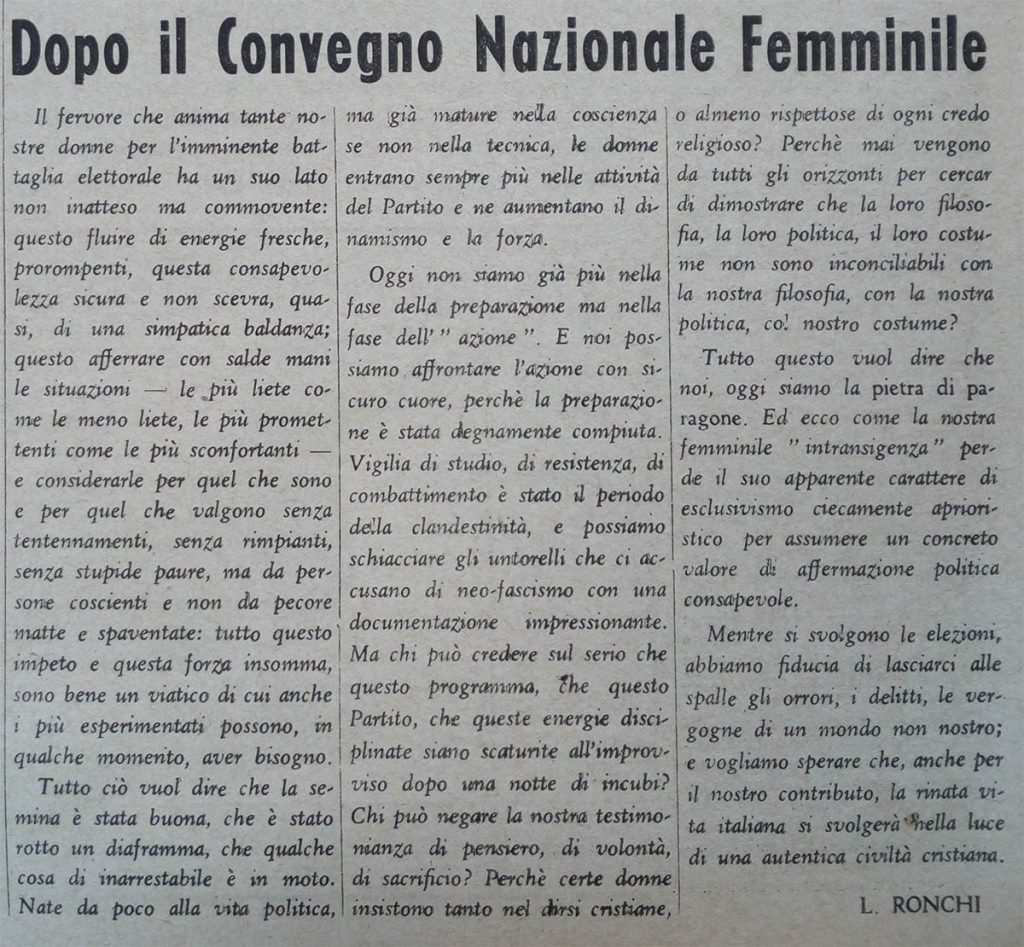 Dopo il Convegno Nazionale Femminile
Il fervore che anima tante no-
stre donne per l'imminente bat-
taglia elettorale ha un suo lato
non inatteso ma commovente:
questo fluire di energie fresche,
prorompenti, questa consapevo-
lezza sicura e non scevra, qua-
si, di una simpatica baldanza;
questo afferrare con salde mani
le situazioni — le più liete co-
me le meno liete, le più promet-
tenti come le più sconfortanti —
e considerarle per quel che sono
e per quel che valgono senza
tentennamenti, senza rimpianti,
senza stupide paure, ma da per-
sone coscienti e non da pecore
matte e spaventate: tutto questo
impeto e questa forza insomma,
sono bene un viatico di cui anche
i più esperimentati possono, in
qualche momento, aver bisogno.
Tutto ciò vuol dire che la se-
mina è stata buona, che è stato
rotto un diaframma, che qualche
cosa di inarrestabile è in moto.
Nate da poco alla vita politica,
ma già mature nella coscienza
se non nella tecnica, le donne
entrano sempre più nelle attività
del Partito e ne aumentano il di-
namismo e la forza.
Oggi non siamo già più nella
fase della preparazione ma nella
fase dell' " azione ". E noi pos-
siamo affrontare l'azione con si-
curo cuore, perchè la preparazio-
ne è stata degnamente compiuta.
Vigilia di studio, di resistenza, di
combattimento è stato il periodo
della clandestinità, e possiamo
schiacciare gli untorelli che ci ac-
cusano di neo-fascismo con una
documentazione impressionante.
Ma chi può credere sul serio che
questo programma, che questo
Partito, che queste energie disci-
plinate siano scaturite all'improv-
viso dopo una notte di incubi?
Chi può negare la nostra testimo-
nianza di pensiero, di volontà,
di sacrificio? Perchè certe donne
insistono tanto nel dirsi cristiane,
o almeno rispettose di ogni credo
religioso? Perchè mai vengono
da tutti gli orizzonti per cercar
di dimostrare che la loro filoso-
fia, la loro politica, il loro costu-
me non sono inconciliabili con
la nostra filosofia, con la nostra
politica, col nostro costume?
Tutto questo vuol dire che
noi, oggi siamo la pietra di pa-
ragone. Ed ecco come la nostra
femminile " intransigenza " per-
de il suo apparente carattere di
esclusivismo ciecamente apriori-
stico per assumere un concreto
valore di affermazione politica
consapevole.
Mentre si svolgono le elezioni,
abbiamo fiducia di lasciarci alle
spalle gli orrori, i delitti, le ver-
gogne di un mondo non nostro;
e vogliamo sperare che, anche per
il nostro contributo, la rinata vi-
ta italiana si svolgerà nella luce
di una autentica civiltà cristiana.
L. RONCHI